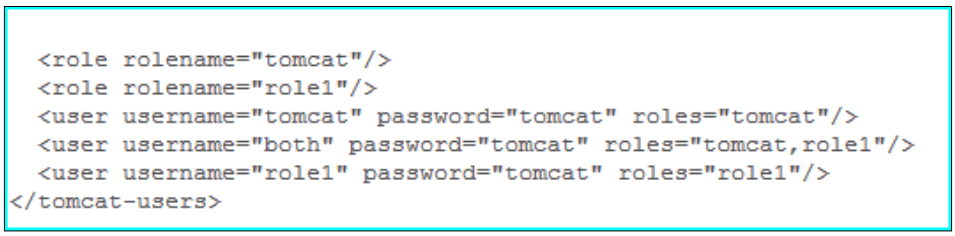 <role rolename="tomcat"/>
<role rolename="role1"/>
<user username="tomcat" password="tomcat" roles="tomcat"/>
<user username="both" password="tomcat" roles="tomcat,role1"/>
<user username="role1" password="tomcat" roles="role1"/>
</tomcat-users>